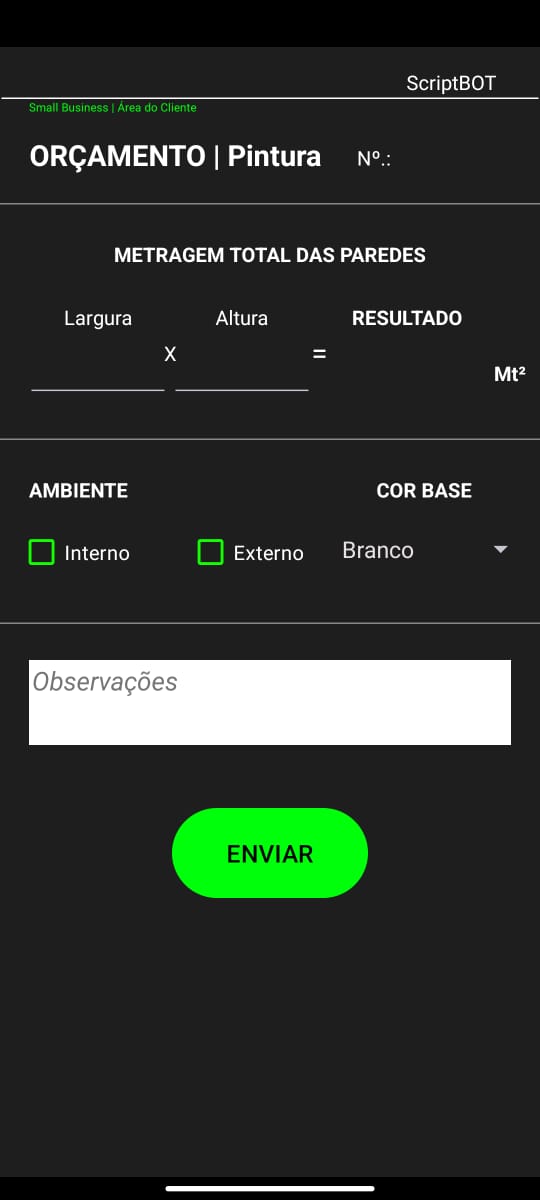 ScriptBOT
Small Business | Área do Cliente
ORÇAMENTO | Pintura Nº.:
METRAGEM TOTAL DAS PAREDES
Largura Altura RESULTADO
X =
Mt²
AMBIENTE COR BASE
Interno Externo Branco
Observações
ENVIAR